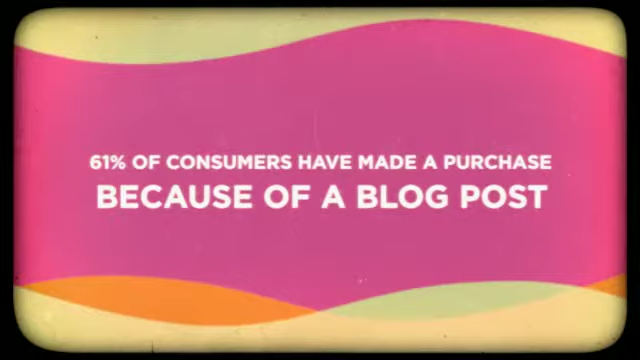 61% OF CONSUMERS HAVE MADE A PURCHASE
BECAUSE OF A BLOG POST